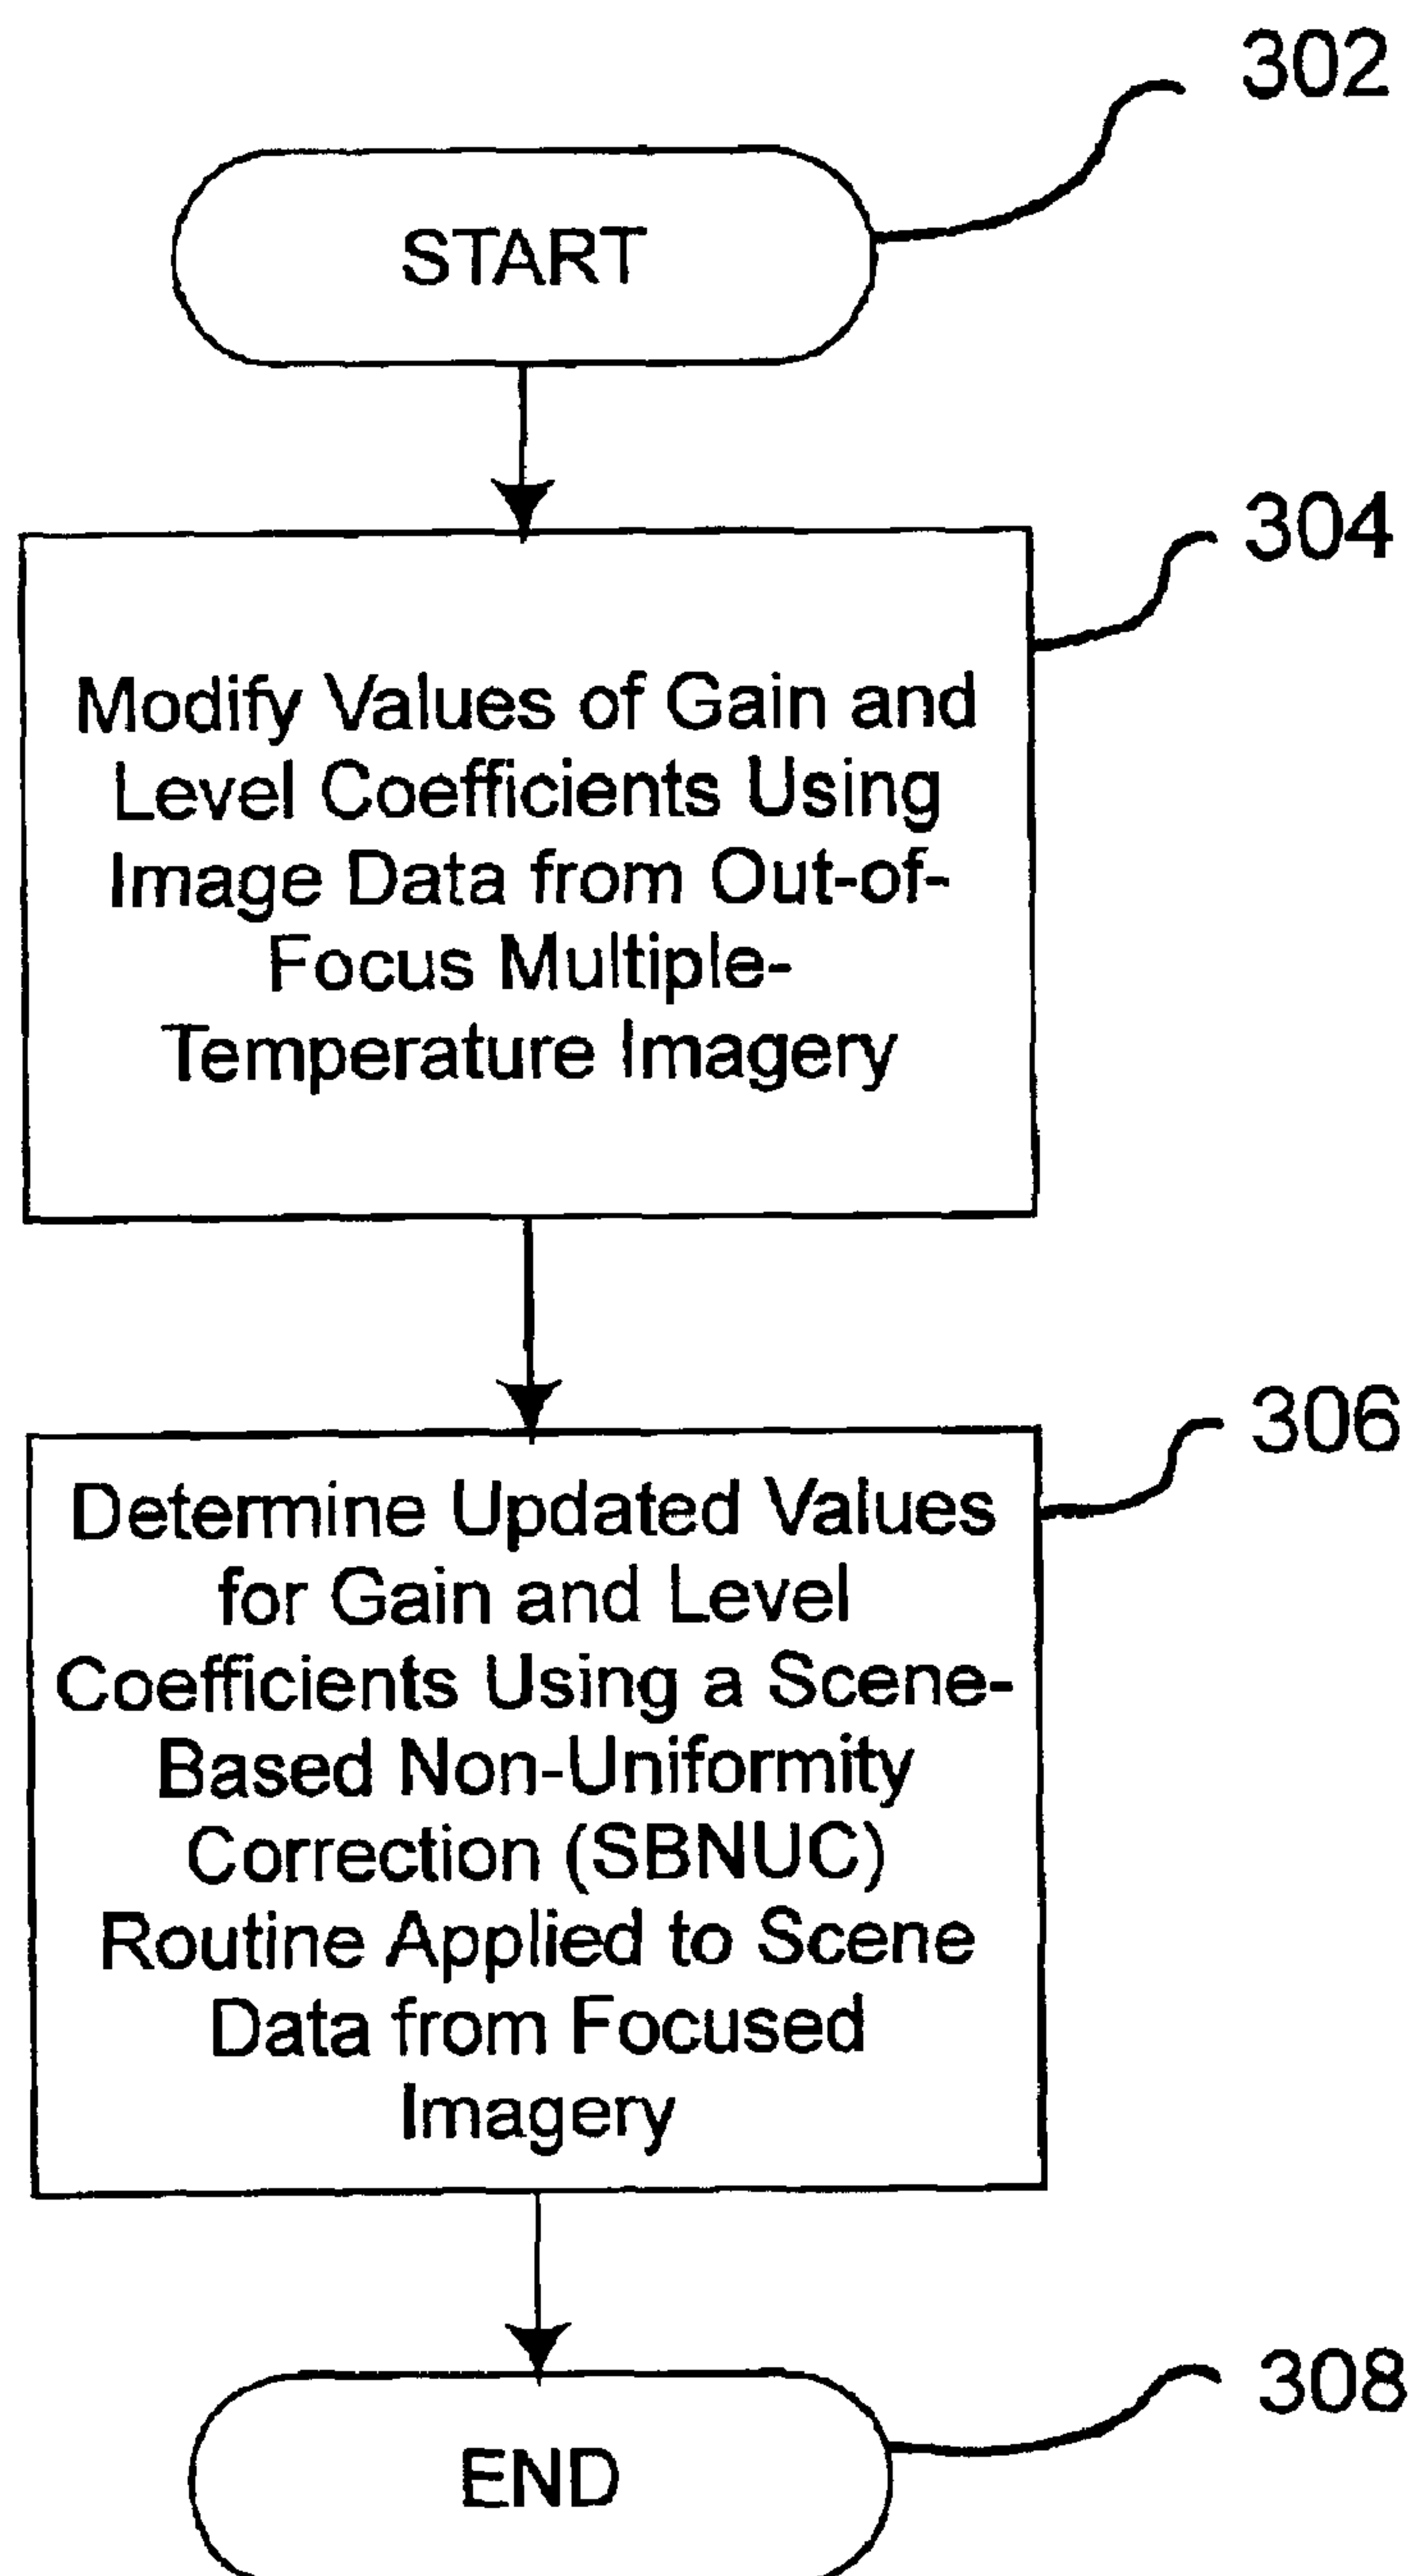 302
START
304
Modify Values of Gain and
Level Coefficients Using
Image Data from Out-of-
Focus Multiple-
Temperature Imagery
306
Determine Updated Values
for Gain and Level
Coefficients Using a Scene-
Based Non-Uniformity
Correction (SBNUC)
Routine Applied to Scene
Data from Focused
Imagery
308
END